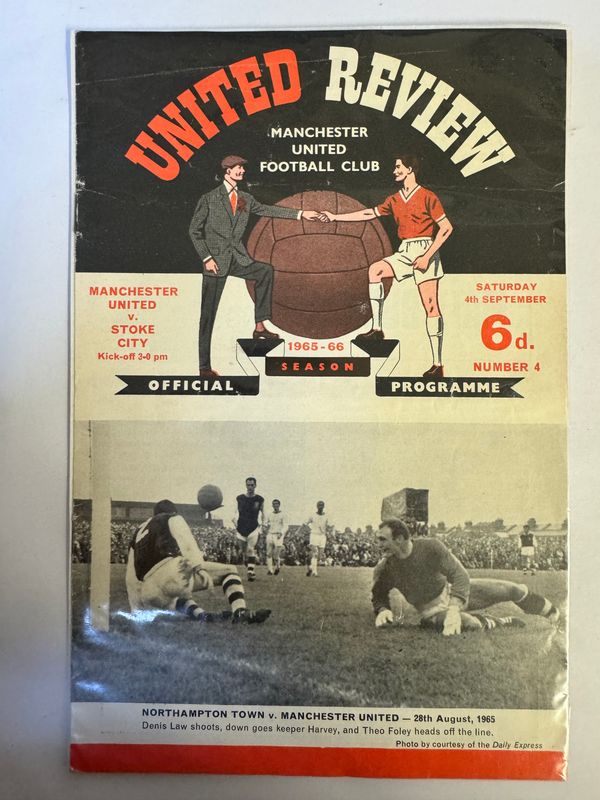 UNITED REVIEW
MANCHESTER
UNITED
FOOTBALL CLUB
MANCHESTER
UNITED
v.
STOKE
CITY
Kick-off 3-0 pm
SATURDAY
4th SEPTEMBER
6d.
NUMBER 4
1965-66
SEASON
OFFICIAL
PROGRAMME
NORTHAMPTON TOWN v. MANCHESTER UNITED — 28th August, 1965
Denis Law shoots, down goes keeper Harvey, and Theo Foley heads off the line.
Photo by courtesy of the Daily Express